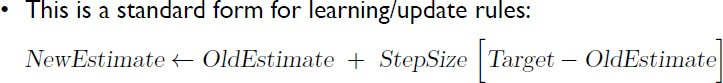 • This is a standard form for learning/update rules:
NewEstimate ← OldEstimate + StepSize [Target − OldEstimate]